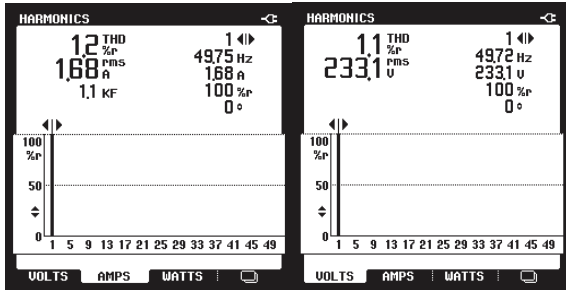 HARMONICS
1,2 THD %r
1,68 rms A
1,1 KF
1
49,75 Hz
1,68 A
100 %r
0 °
100
%r
50
0
1 5 9 13 17 21 25 29 33 37 41 45 49
VOLTS AMPS WATTS
HARMONICS
1,1 THD %r
233,1 rms V
1
49,72 Hz
233,1 V
100 %r
0 °
100
%r
50
0
1 5 9 13 17 21 25 29 33 37 41 45 49
VOLTS AMPS WATTS